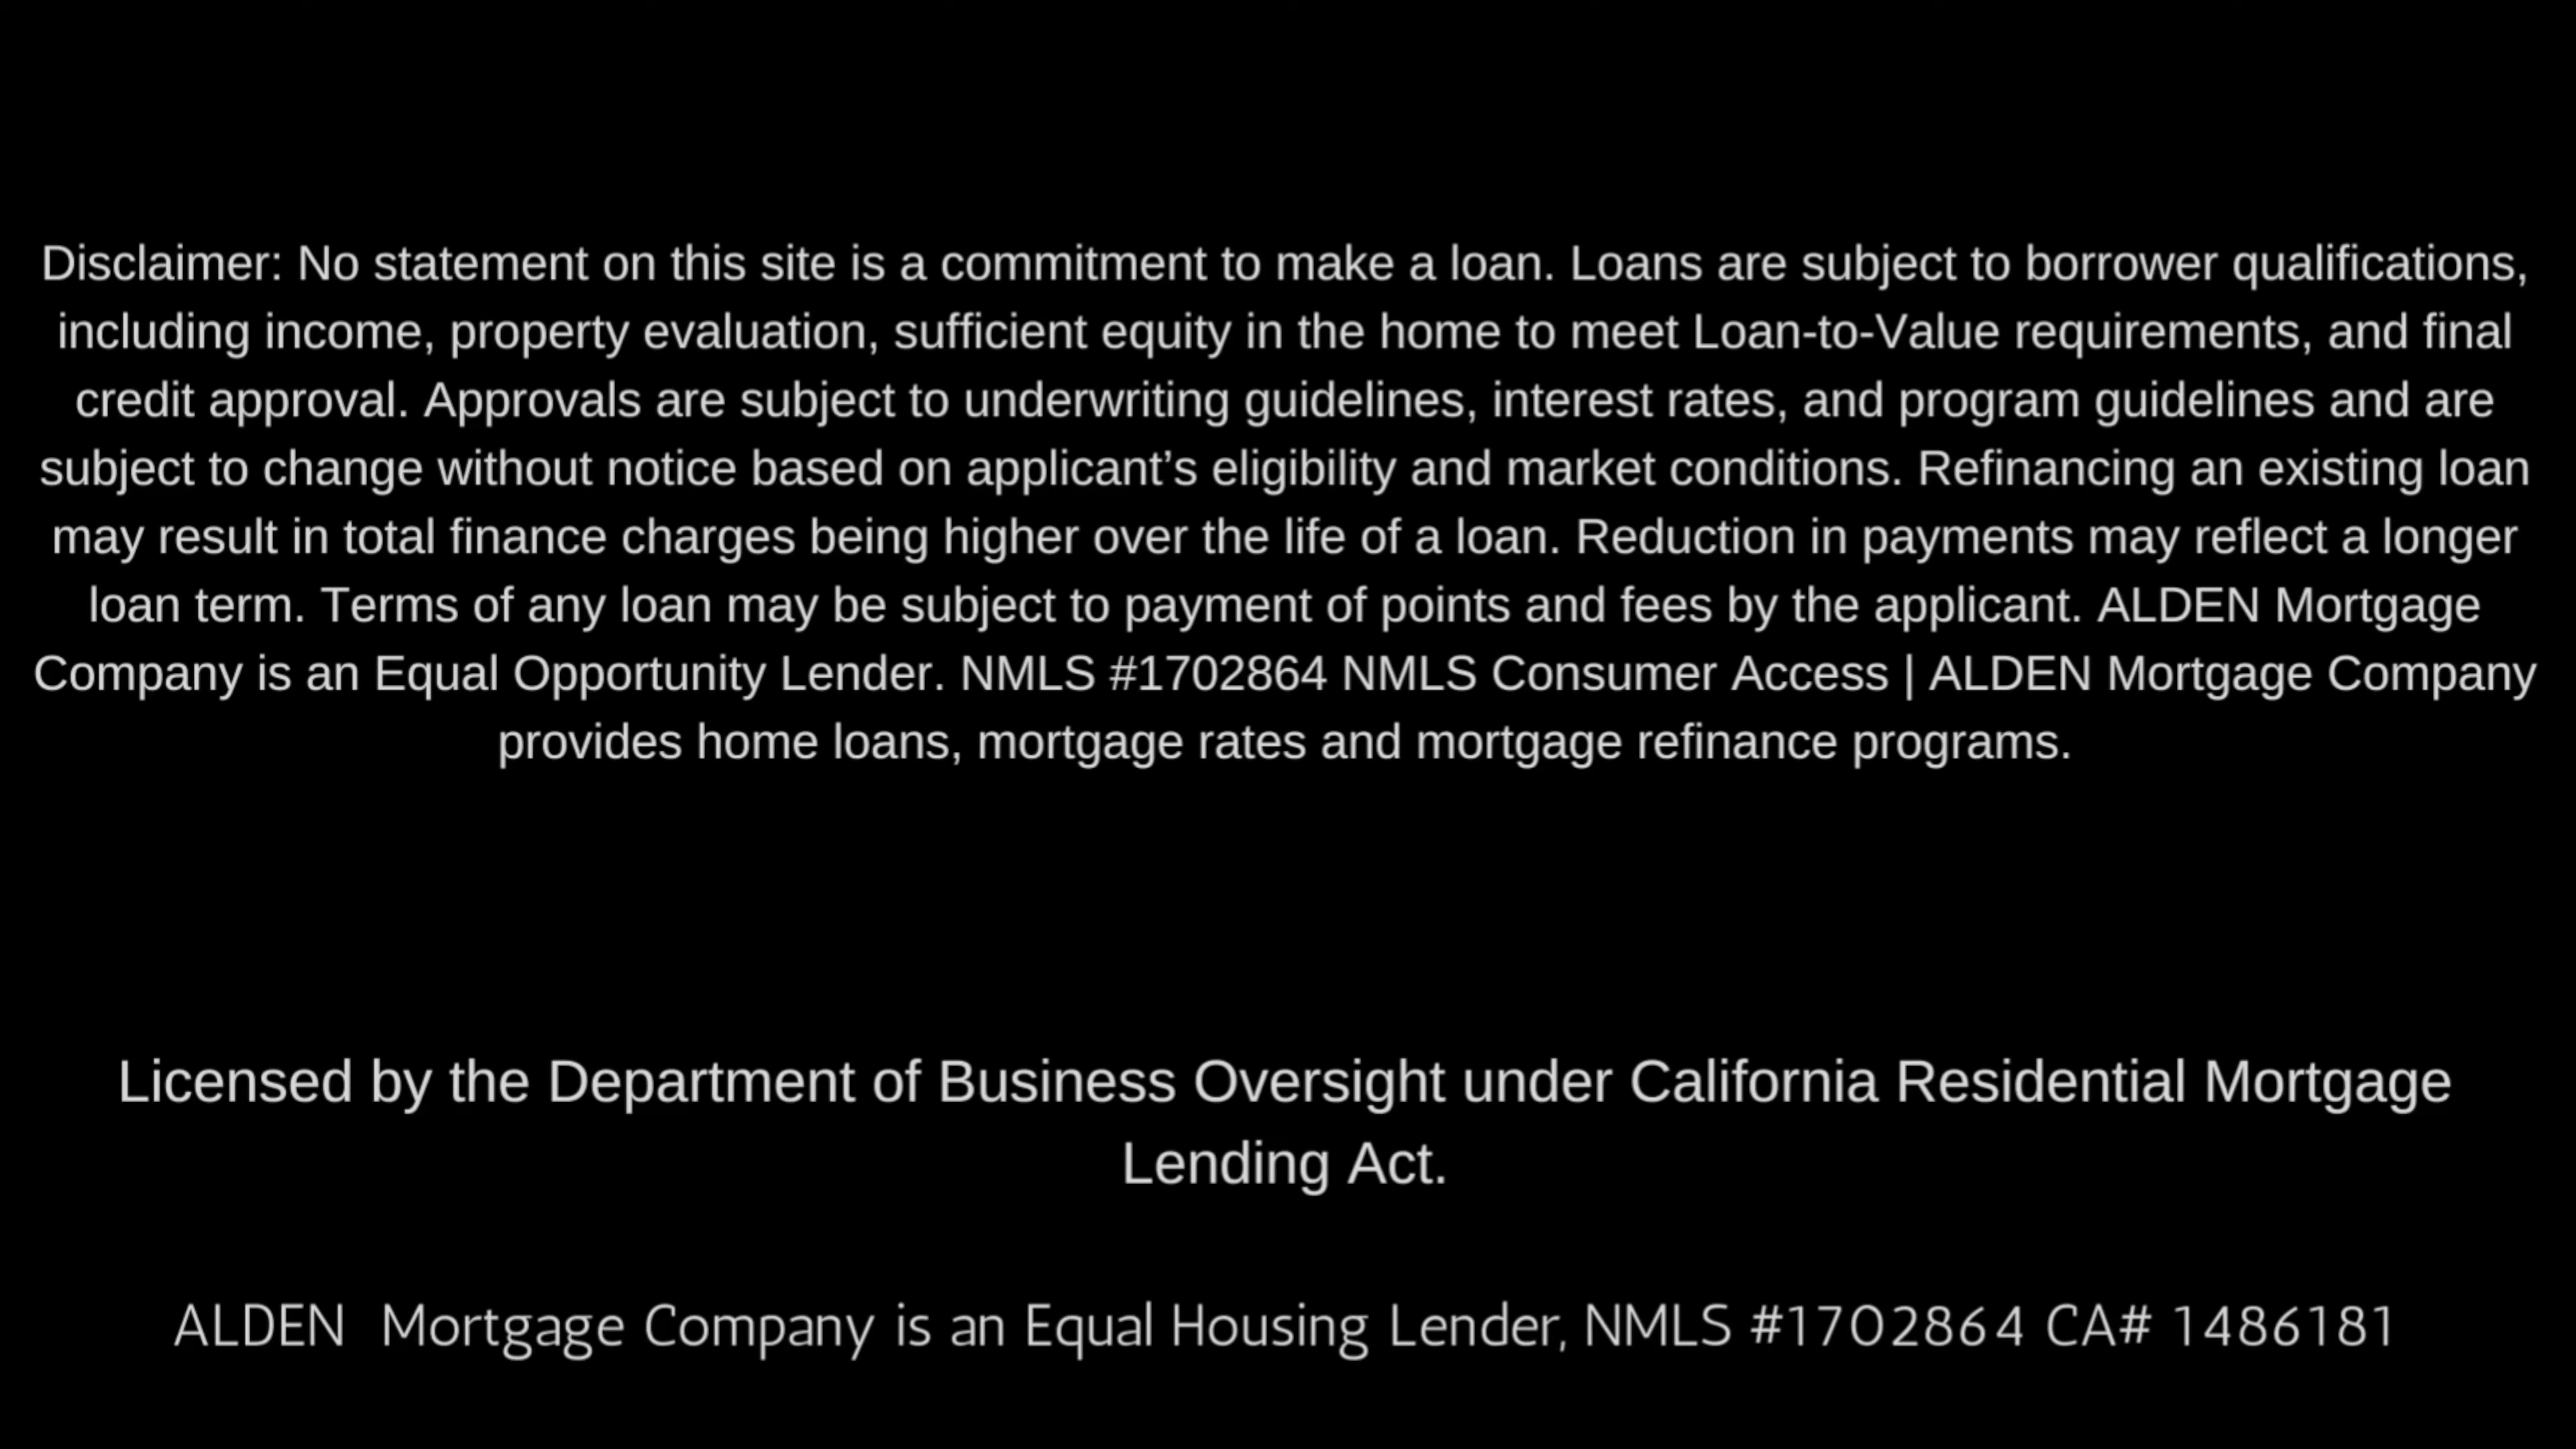 Disclaimer: No statement on this site is a commitment to make a loan. Loans are subject to borrower qualifications,
including income, property evaluation, sufficient equity in the home to meet Loan-to-Value requirements, and final
credit approval. Approvals are subject to underwriting guidelines, interest rates, and program guidelines and are
subject to change without notice based on applicant’s eligibility and market conditions. Refinancing an existing loan
may result in total finance charges being higher over the life of a loan. Reduction in payments may reflect a longer
loan term. Terms of any loan may be subject to payment of points and fees by the applicant. ALDEN Mortgage
Company is an Equal Opportunity Lender. NMLS #1702864 NMLS Consumer Access | ALDEN Mortgage Company
provides home loans, mortgage rates and mortgage refinance programs.
Licensed by the Department of Business Oversight under California Residential Mortgage
Lending Act.
ALDEN  Mortgage Company is an Equal Housing Lender, NMLS #1702864 CA# 1486181